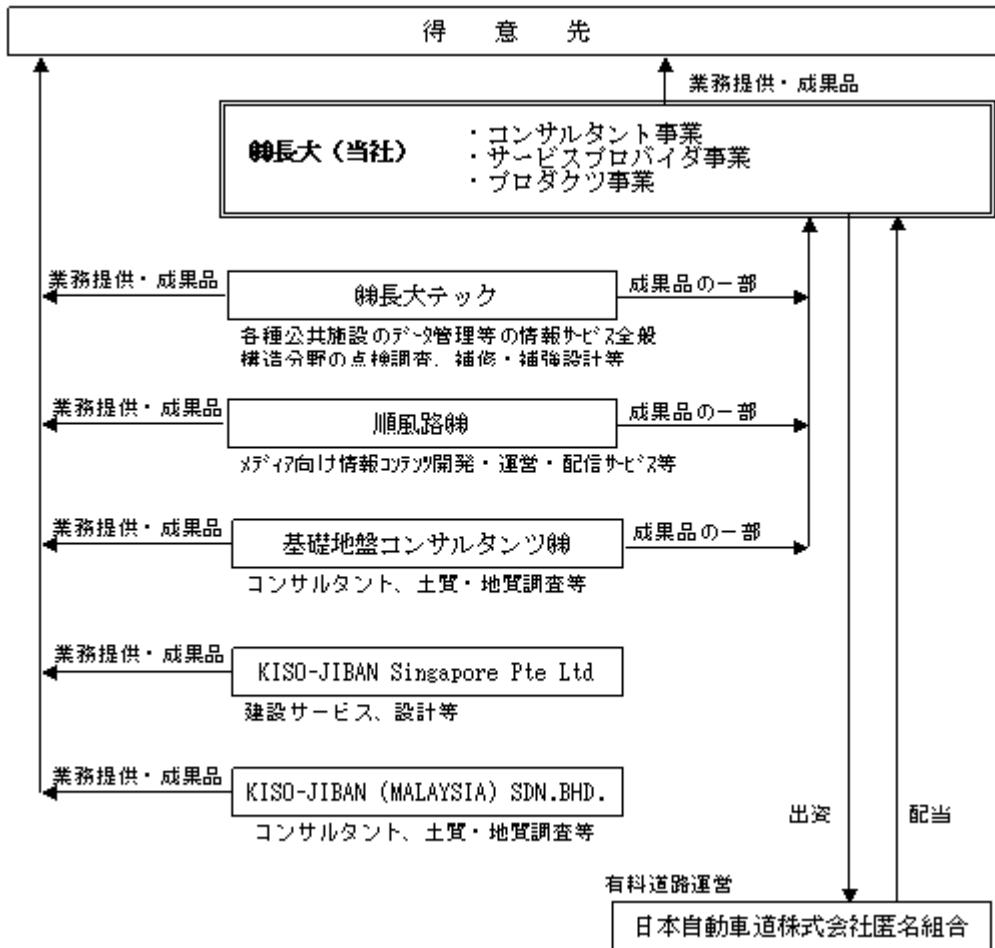 得意先
業務提供・成果品
㈱長大（当社）
・コンサルタント事業
・サービスプロバイダ事業
・プロダクツ事業
業務提供・成果品
㈱長大テック
成果品の一部
各種公共施設のﾃﾞｰﾀ管理等の情報ｻｰﾋﾞｽ全般
構造分野の点検調査、補修・補強設計等
業務提供・成果品
順風路㈱
成果品の一部
ﾒﾃﾞｨｱ向け情報ｺﾝﾃﾝﾂ開発・運営・配信ｻｰﾋﾞｽ等
業務提供・成果品
基礎地盤コンサルタンツ㈱
成果品の一部
コンサルタント、土質・地質調査等
業務提供・成果品
KISO-JIBAN Singapore Pte Ltd
建設サービス、設計等
業務提供・成果品
KISO-JIBAN (MALAYSIA) SDN.BHD.
コンサルタント、土質・地質調査等
出資
配当
有料道路運営
日本自動車道株式会社匿名組合